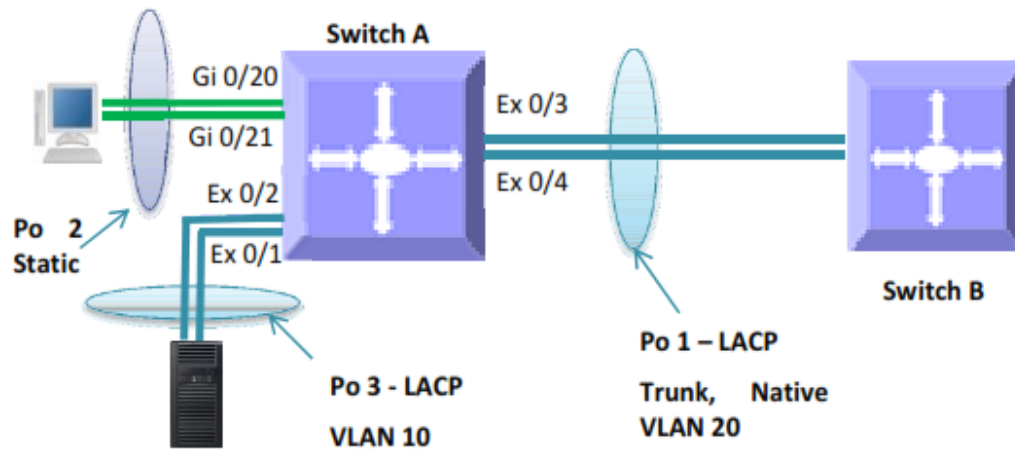 Switch A
Gi 0/20
Gi 0/21
Ex 0/3
Ex 0/4
Ex 0/2
Ex 0/1
Po 2
Static
Switch B
Po 3 - LACP
VLAN 10
Po 1 – LACP
Trunk, Native
VLAN 20